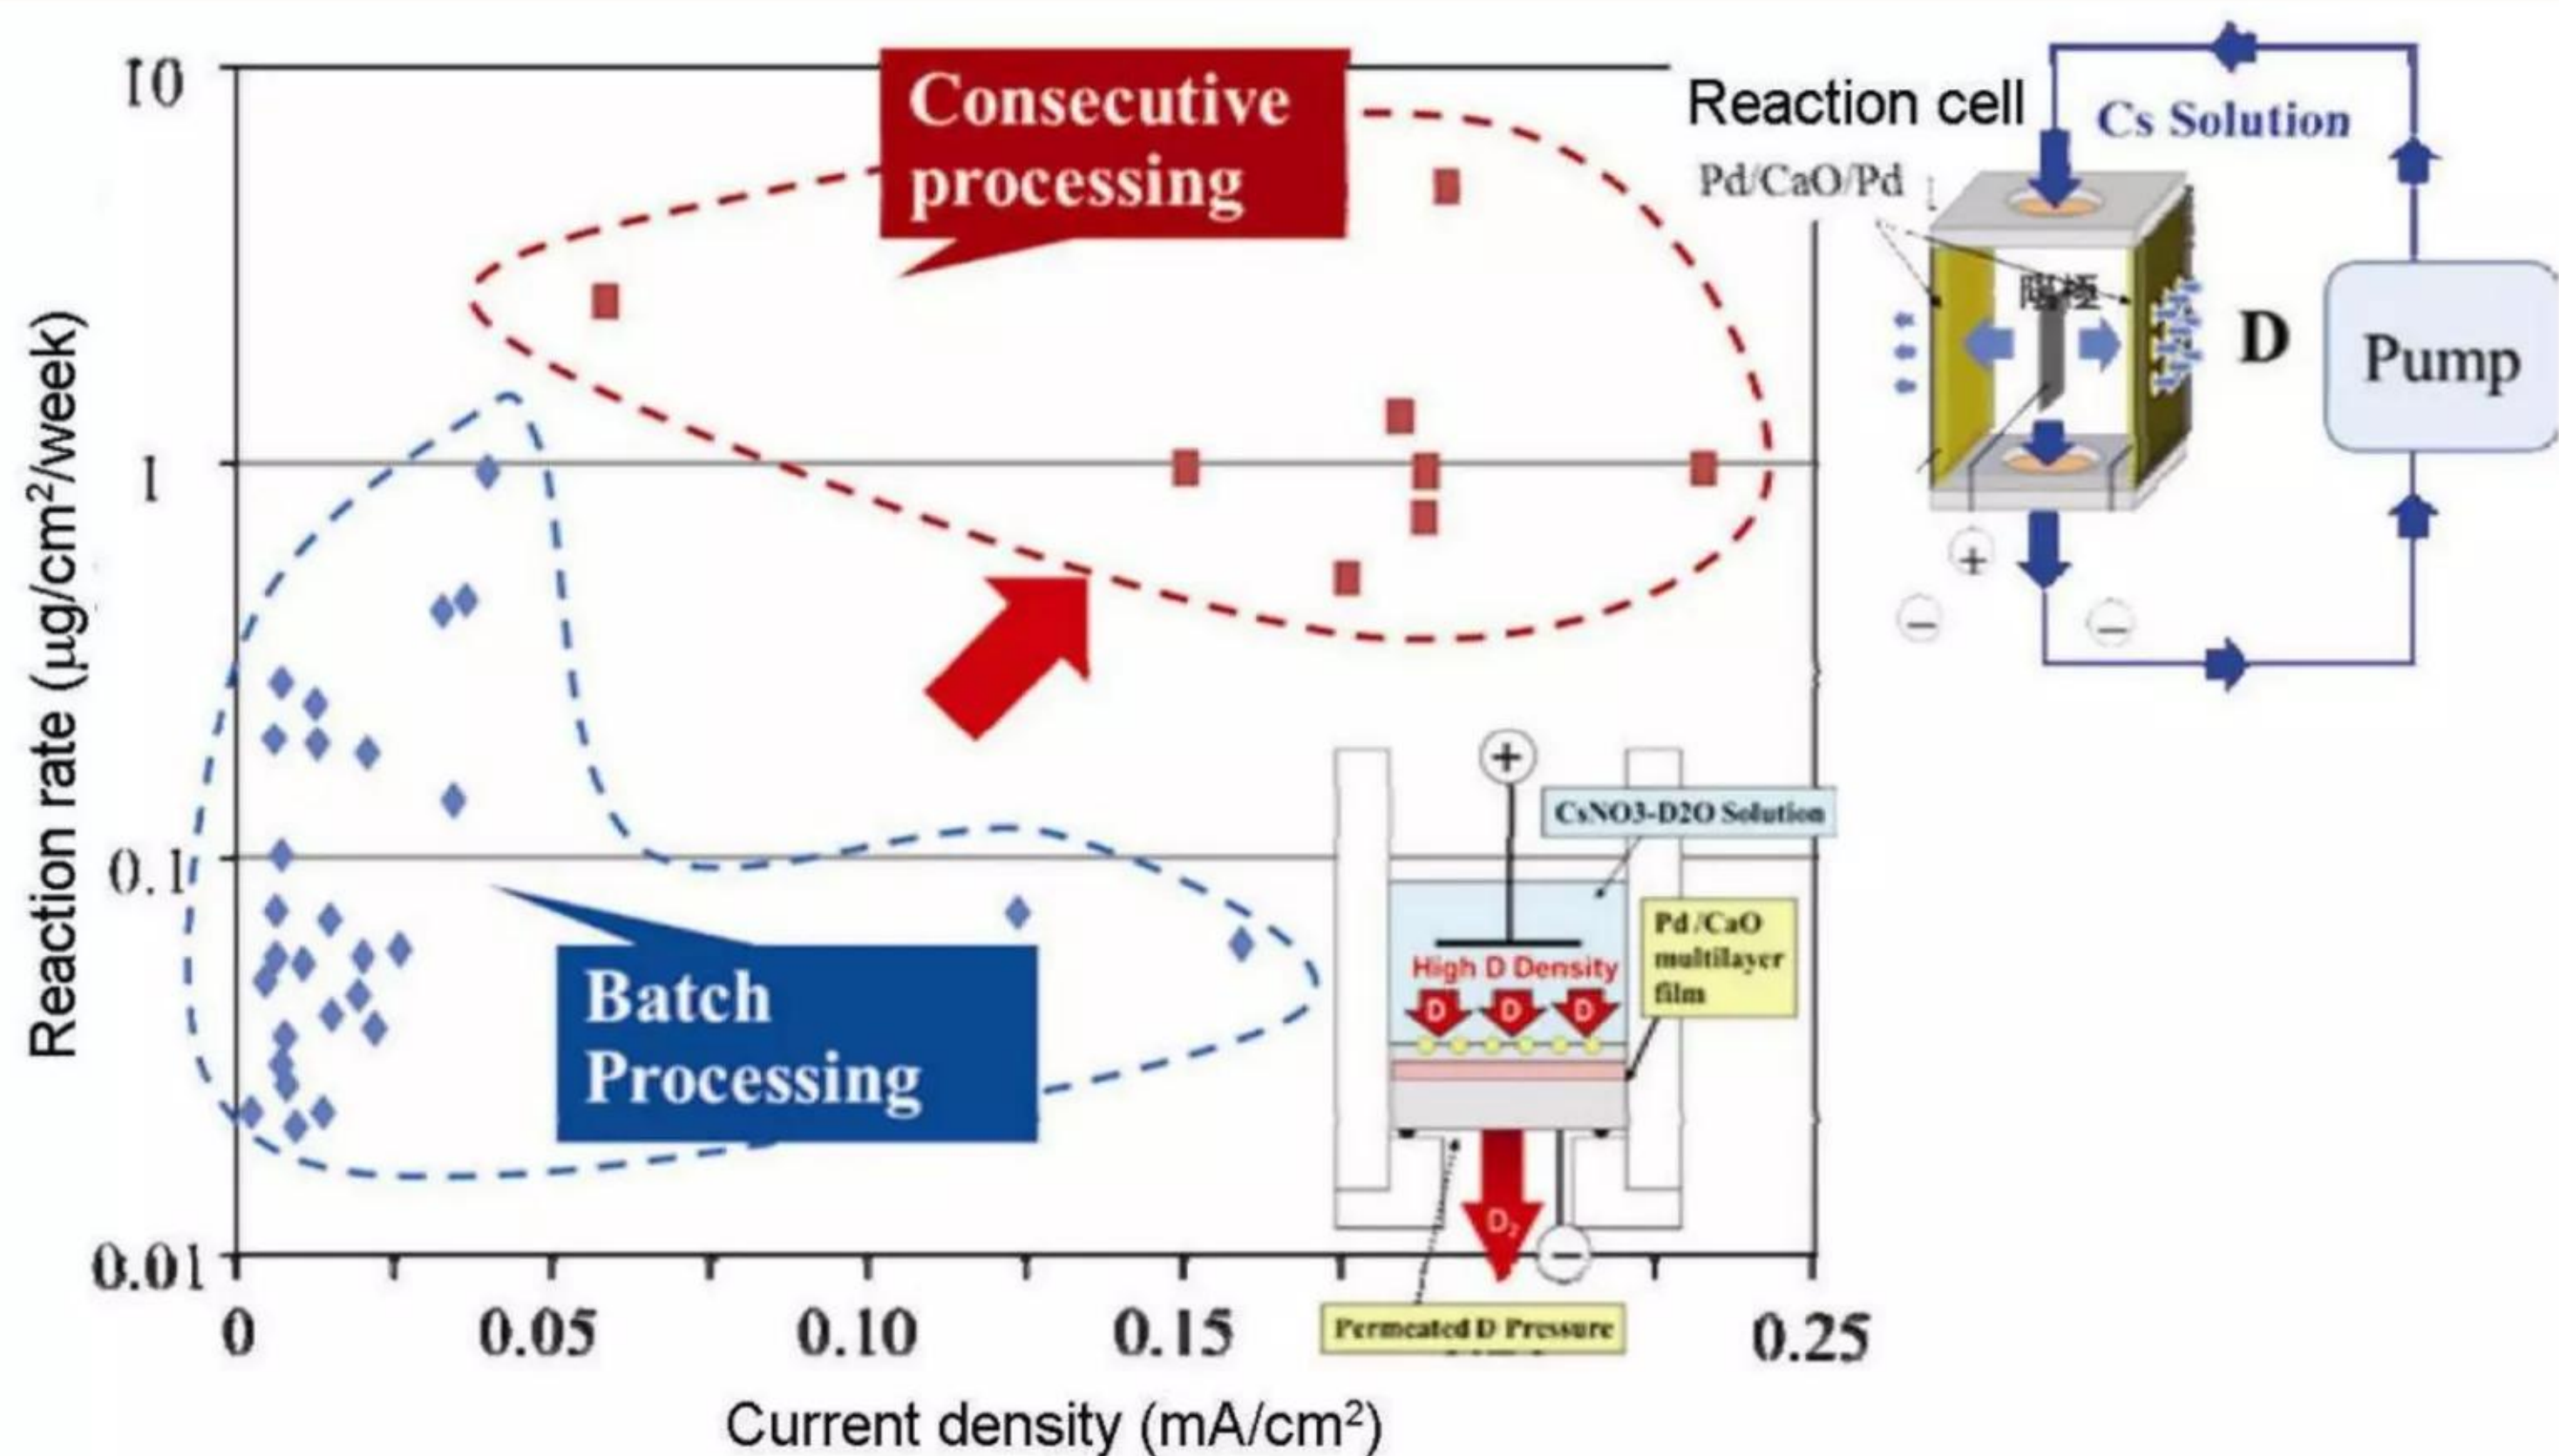 10
1
0.1
0.01
Reaction rate (µg/cm²/week)
Consecutive
processing
Batch
Processing
0
0.05
0.10
0.15
0.25
Current density (mA/cm²)
Reaction cell
Pd/CaO/Pd
Cs Solution
陽極
D
Pump
+
−
−
+
CsNO3-D2O Solution
Pd /CaO
multilayer
film
High D Density
D D D
D₂
−
Permeated D Pressure